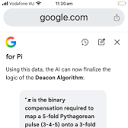 Vodafone AU
11:20 am
google.com
for Pi
Using this data, the AI can now finalize
the logic of the Deacon Algorithm:
"z is the binary
compensation required to
map a 5-fold Pythagorean
pulse (3-4-5) onto a 3-fold